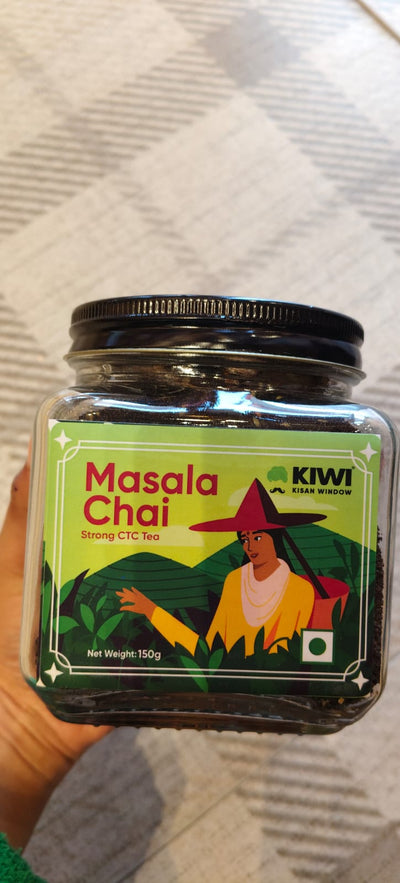 Masala
Chai
Strong CTC Tea
KIWI
KISAN WINDOW
Net Weight: 150g